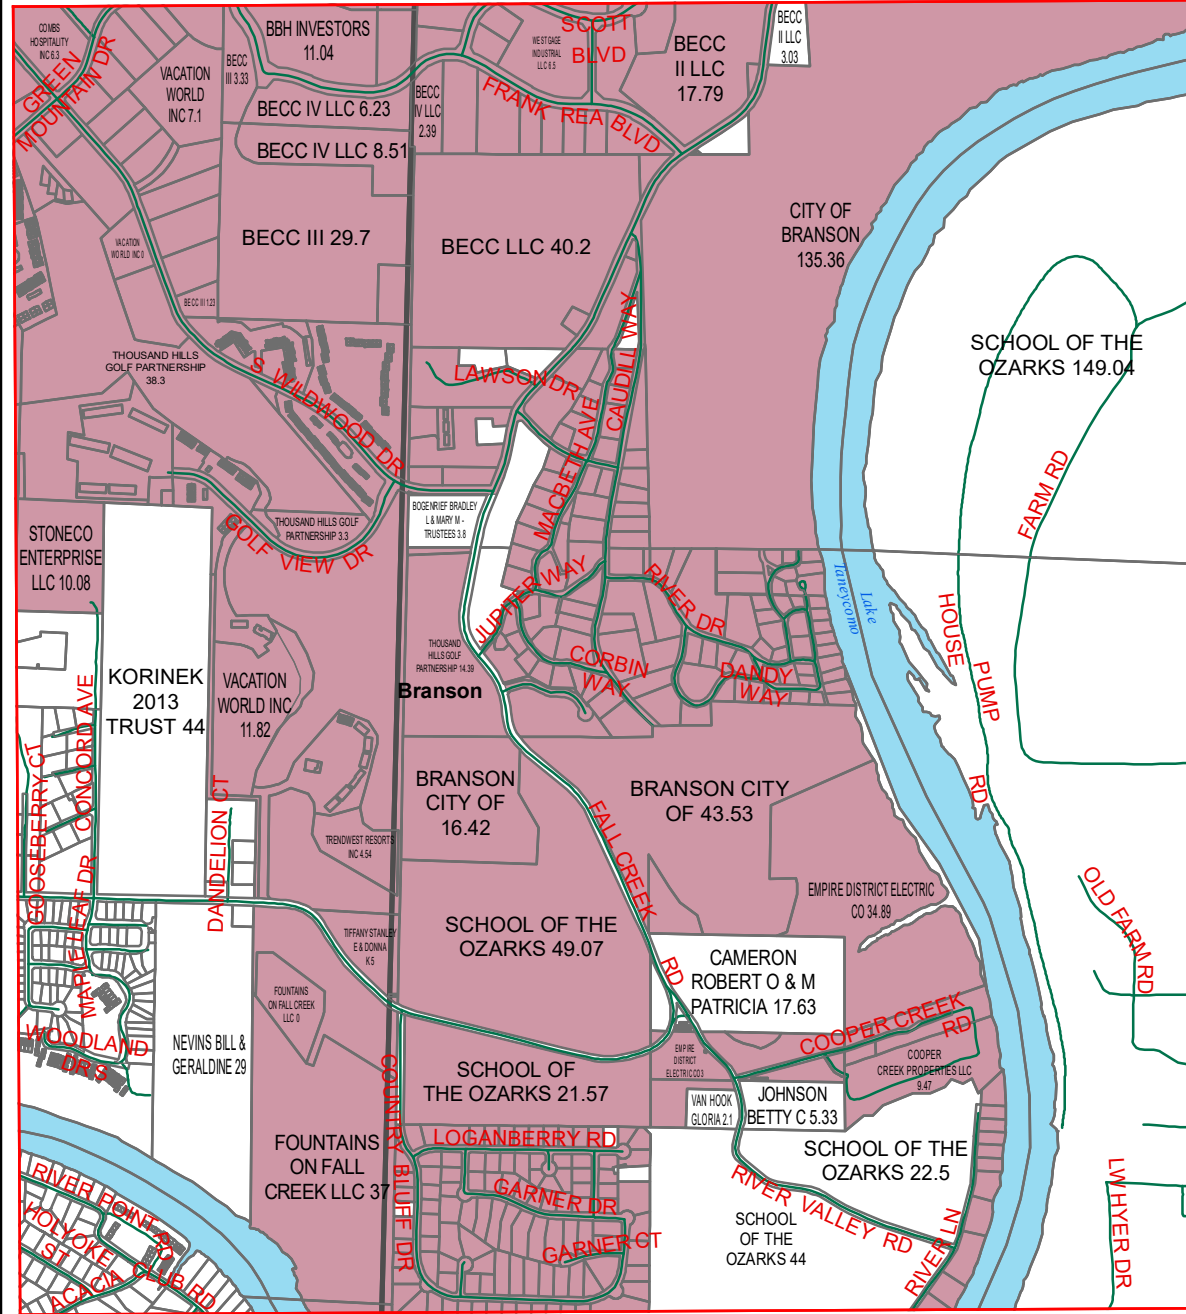 COMBS
HOSPITALITY
INC 6.3
GREEN
MOUNTAIN DR
VACATION
WORLD
INC 7.1
BECC
III 3.33
BBH INVESTORS
11.04
BECC IV LLC 6.23
BECC IV LLC 8.51
BECC
IV LLC
2.39
WESTGAGE
INDUSTRIAL
LLC 6.5
SCOTT
BLVD
FRANK REA BLVD
BECC
II LLC
17.79
BECC
II LLC
3.03
VACATION
WORLD INC 0
BECC III 29.7
BECC LLC 40.2
CITY OF
BRANSON
135.36
BECC III 1.23
SCHOOL OF THE
OZARKS 149.04
THOUSAND HILLS
GOLF PARTNERSHIP
38.3
S WILDWOOD DR
LAWSON DR
MACBETH AVE
CAUDILL WAY
FARM RD
STONECO
ENTERPRISE
LLC 10.08
GOLF VIEW DR
THOUSAND HILLS GOLF
PARTNERSHIP 3.3
BOGENRIEF BRADLEY
L & MARY M -
TRUSTEES 3.8
JUPITER WAY
RIVER DR
Lake
Taneycomo
HOUSE
PUMP
RD
KORINEK
2013
TRUST 44
VACATION
WORLD INC
11.82
THOUSAND
HILLS GOLF
PARTNERSHIP 14.39
Branson
CORBIN
WAY
DANDY
WAY
GOOSEBERRY CT
CONCORD AVE
MAPLE LEAF DR
DANDELION CT
BRANSON
CITY OF
16.42
BRANSON CITY
OF 43.53
TRENDWEST RESORTS
INC 4.54
FALL CREEK
RD
EMPIRE DISTRICT ELECTRIC
CO 34.89
OLD FARM RD
TIFFANY STANLEY
E & DONNA
K 5
SCHOOL OF THE
OZARKS 49.07
CAMERON
ROBERT O & M
PATRICIA 17.63
FOUNTAINS
ON FALL CREEK
LLC 0
WOODLAND
DR S
NEVINS BILL &
GERALDINE 29
COOPER CREEK
RD
EMPIRE
DISTRICT
ELECTRIC CO 3
COOPER
CREEK PROPERTIES LLC
9.47
SCHOOL OF
THE OZARKS 21.57
VAN HOOK
GLORIA 2.1
JOHNSON
BETTY C 5.33
COUNTRY BLUFF DR
LOGANBERRY RD
FOUNTAINS
ON FALL
CREEK LLC 37
SCHOOL OF THE
OZARKS 22.5
GARNER DR
GARNER CT
RIVER VALLEY RD
SCHOOL
OF THE
OZARKS 44
RIVER LN
LW HYER DR
RIVER POINT
RD
HOLYOKE
ST
ACACIA CLUB RD